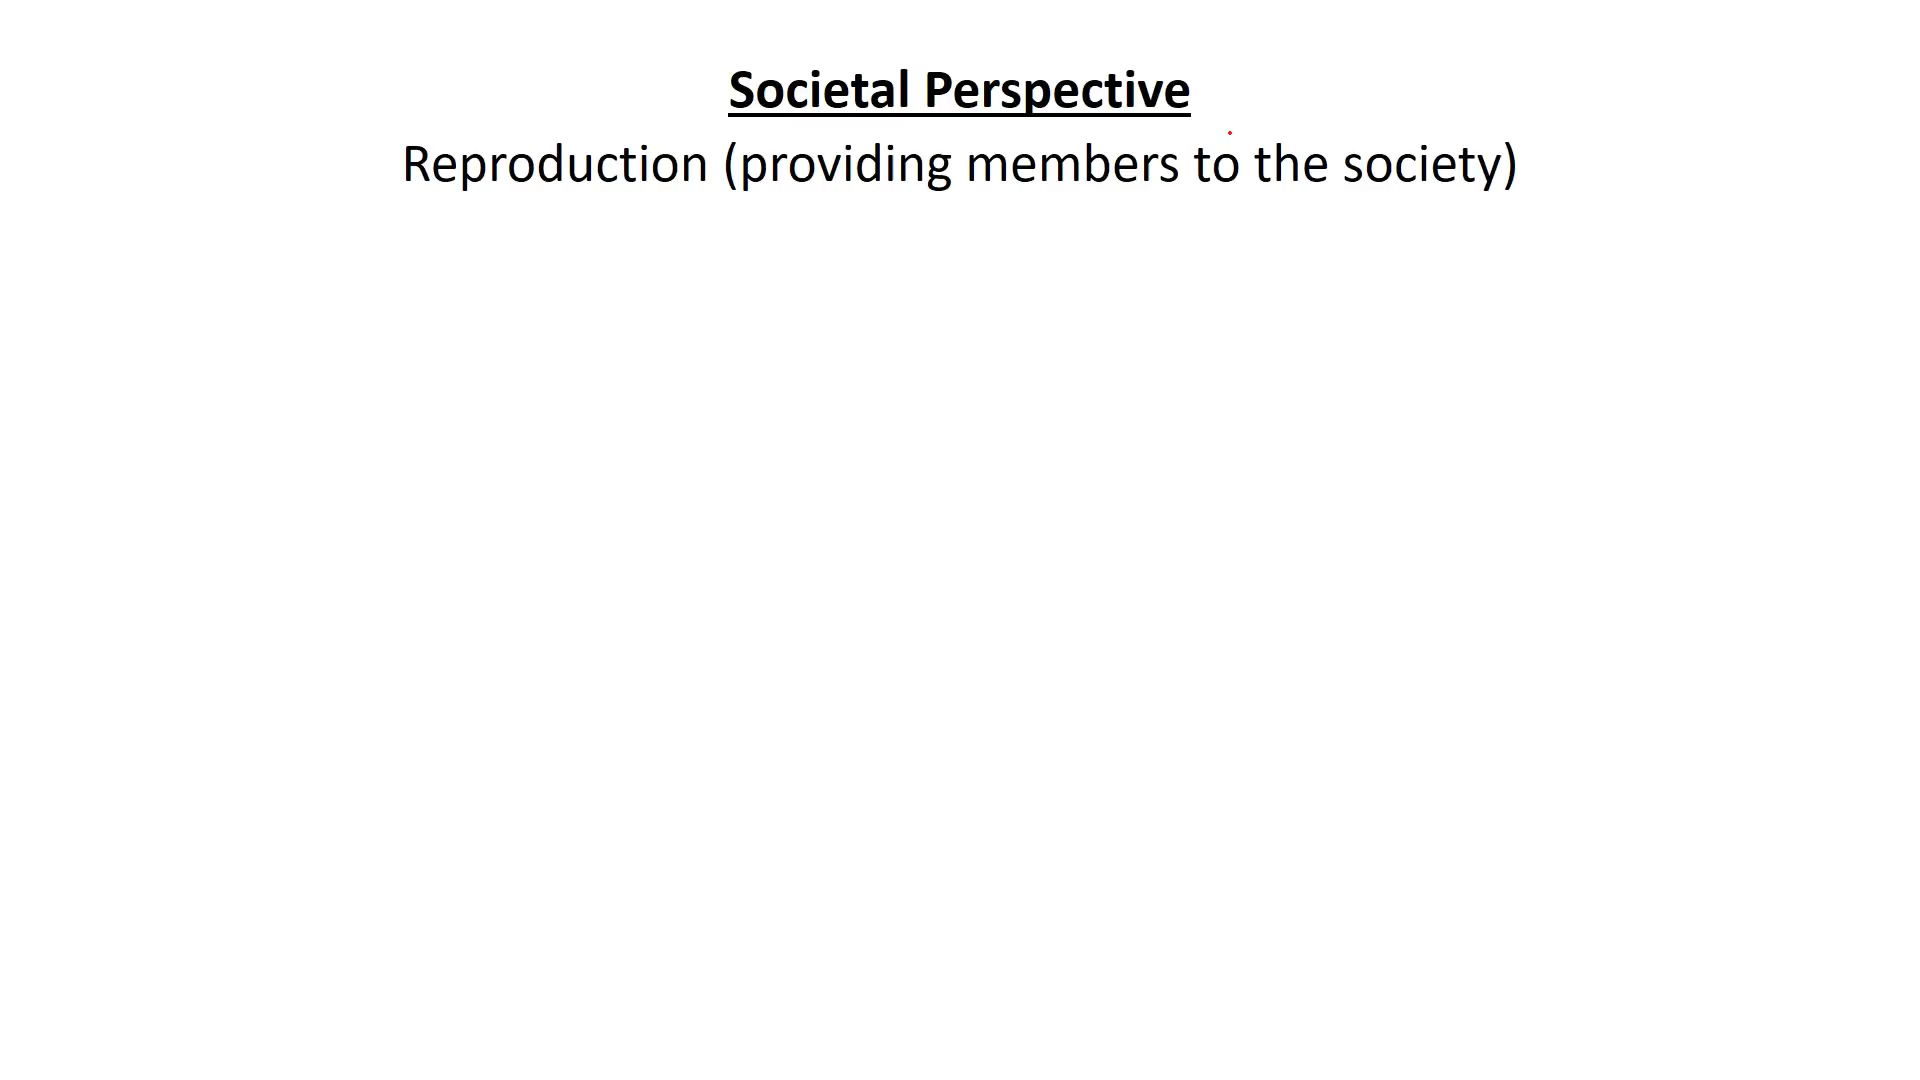 Societal Perspective
Reproduction (providing members to the society)